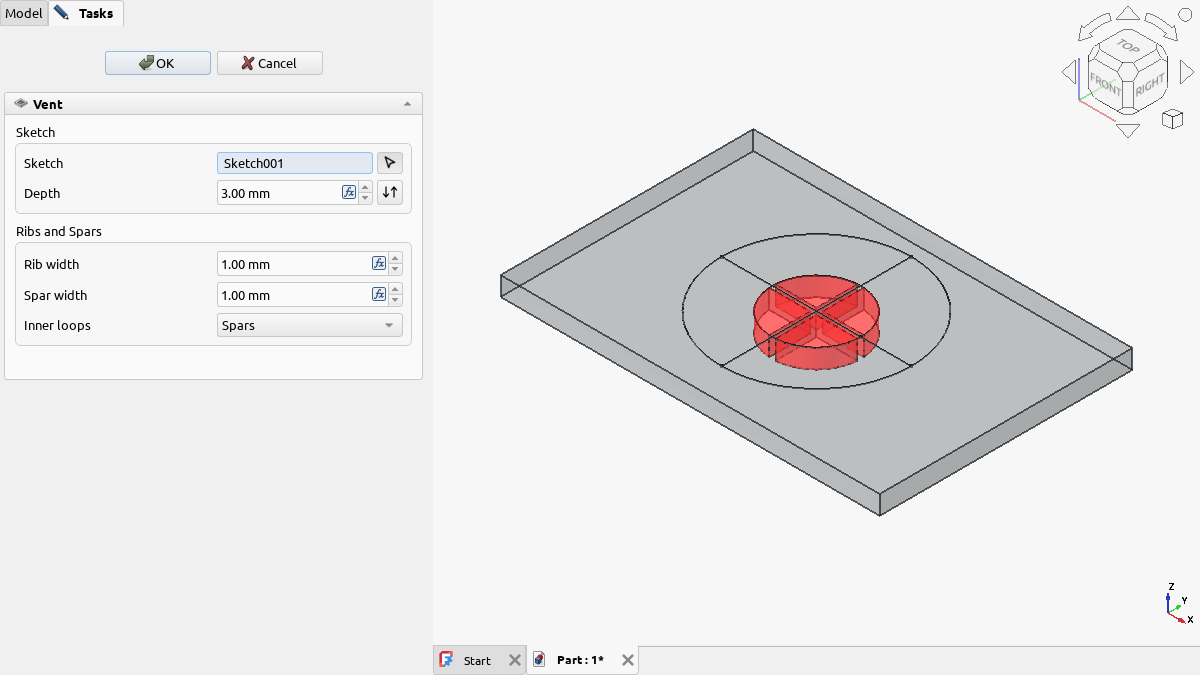 Model Tasks
OK Cancel
Vent
Sketch
Sketch Sketch001
Depth 3.00 mm
Ribs and Spars
Rib width 1.00 mm
Spar width 1.00 mm
Inner loops Spars
TOP
FRONT RIGHT
Z
Y
X
Start Part : 1*